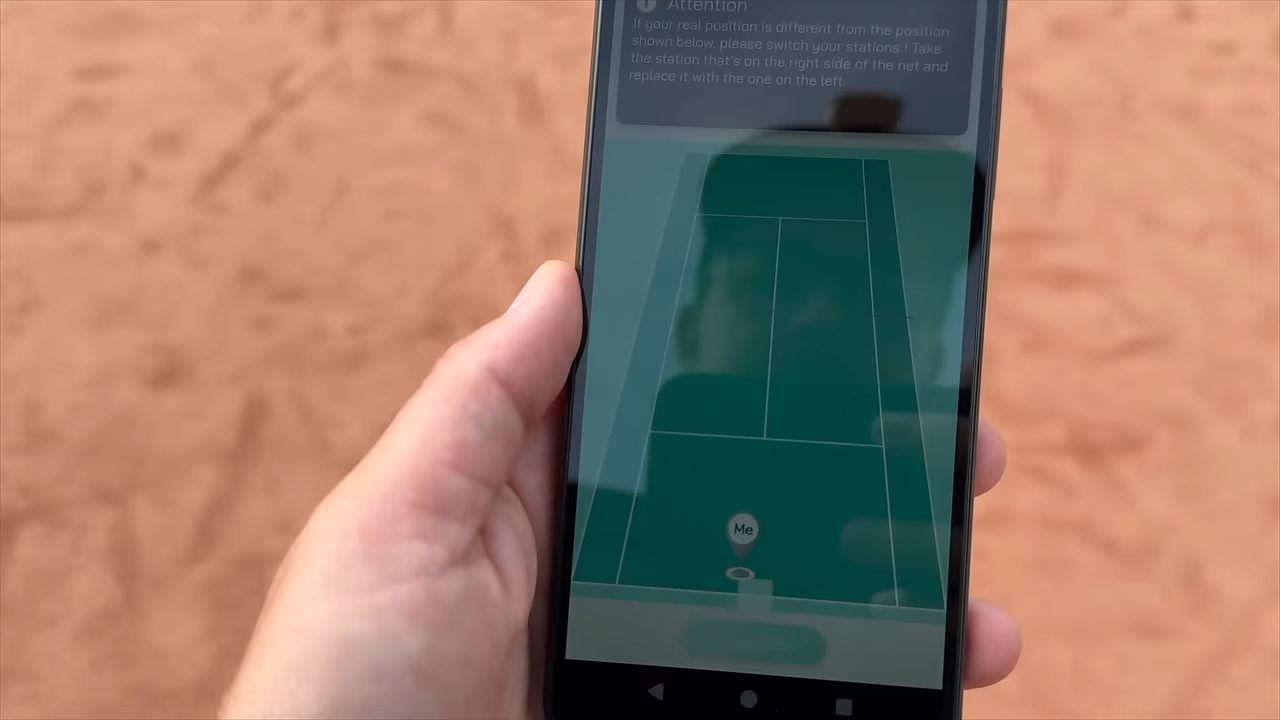 Attention
If your real position is different from the position
shown below, please switch your stations ! Take
the station that's on the right side of the net and
replace it with the one on the left.
Me